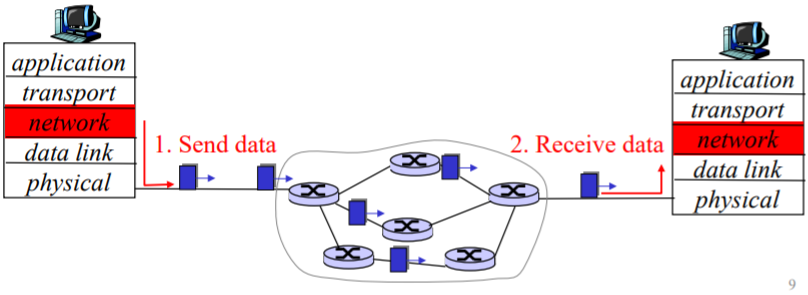 application
transport
network
data link
physical
1. Send data
2. Receive data
application
transport
network
data link
physical
9